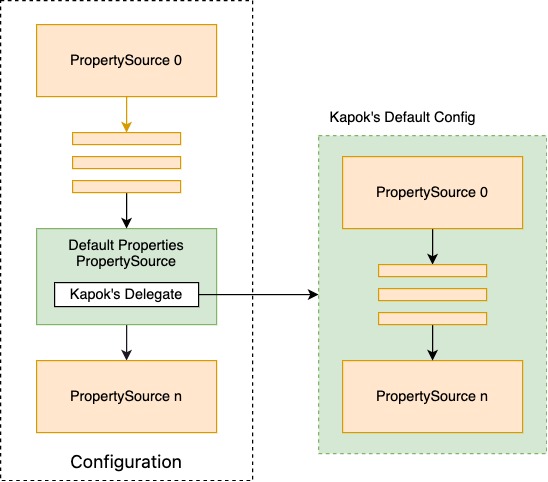 PropertySource 0
Default Properties
PropertySource
Kapok's Delegate
PropertySource n
Configuration
Kapok's Default Config
PropertySource 0
PropertySource n